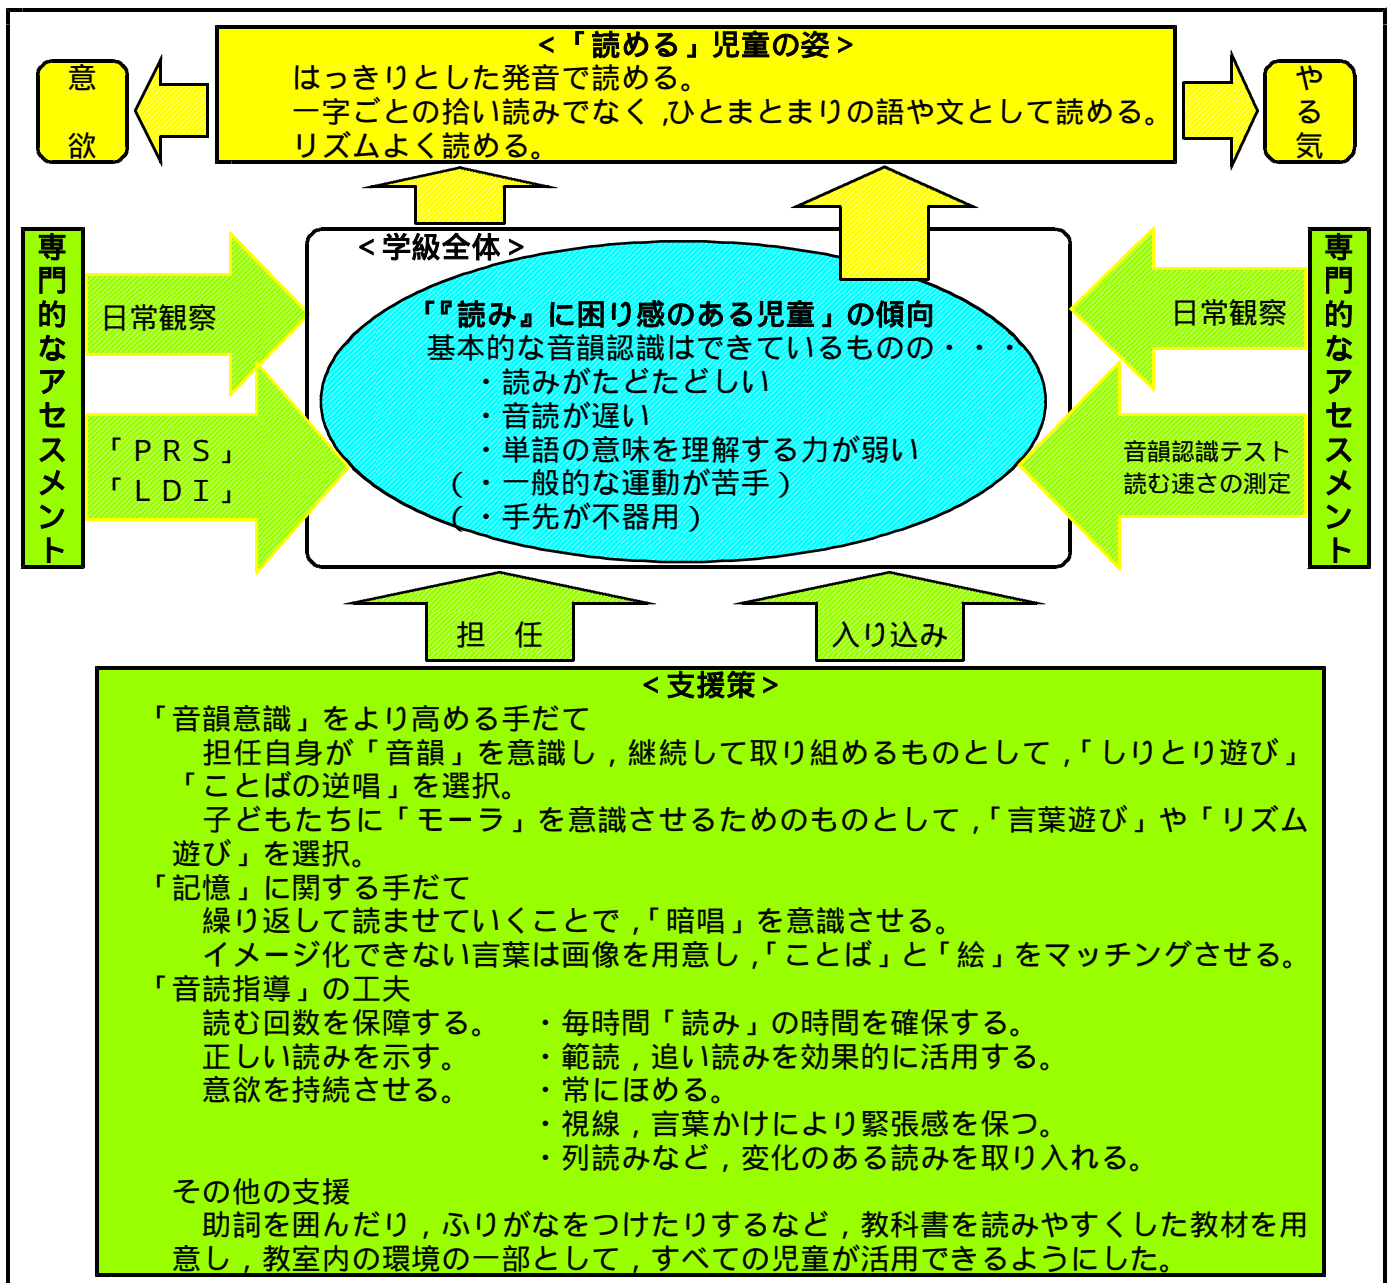 ＜「読める」児童の姿＞
はっきりとした発音で読める。
一字ごとの拾い読みでなく，ひとまとまりの語や文として読める。
リズムよく読める。
意欲
やる気
専門的なアセスメント
日常観察
「ＰＲＳ」
「ＬＤＩ」
＜学級全体＞
「『読み』に困り感のある児童」の傾向
基本的な音韻認識はできているものの・・・
・読みがたどたどしい
・音読が遅い
・単語の意味を理解する力が弱い
（・一般的な運動が苦手）
（・手先が不器用）
日常観察
音韻認識テスト
読む速さの測定
専門的なアセスメント
担　任
入り込み
＜支援策＞
「音韻意識」をより高める手だて
担任自身が「音韻」を意識し，継続して取り組めるものとして，「しりとり遊び」
「ことばの逆唱」を選択。
子どもたちに「モーラ」を意識させるためのものとして，「言葉遊び」や「リズム
遊び」を選択。
「記憶」に関する手だて
繰り返して読ませていくことで，「暗唱」を意識させる。
イメージ化できない言葉は画像を用意し，「ことば」と「絵」をマッチングさせる。
「音読指導」の工夫
読む回数を保障する。　・毎時間「読み」の時間を確保する。
正しい読みを示す。　・範読，追い読みを効果的に活用する。
意欲を持続させる。　・常にほめる。
・視線，言葉かけにより緊張感を保つ。
・列読みなど，変化のある読みを取り入れる。
その他の支援
助詞を囲んだり，ふりがなをつけたりするなど，教科書を読みやすくした教材を用
意し，教室内の環境の一部として，すべての児童が活用できるようにした。